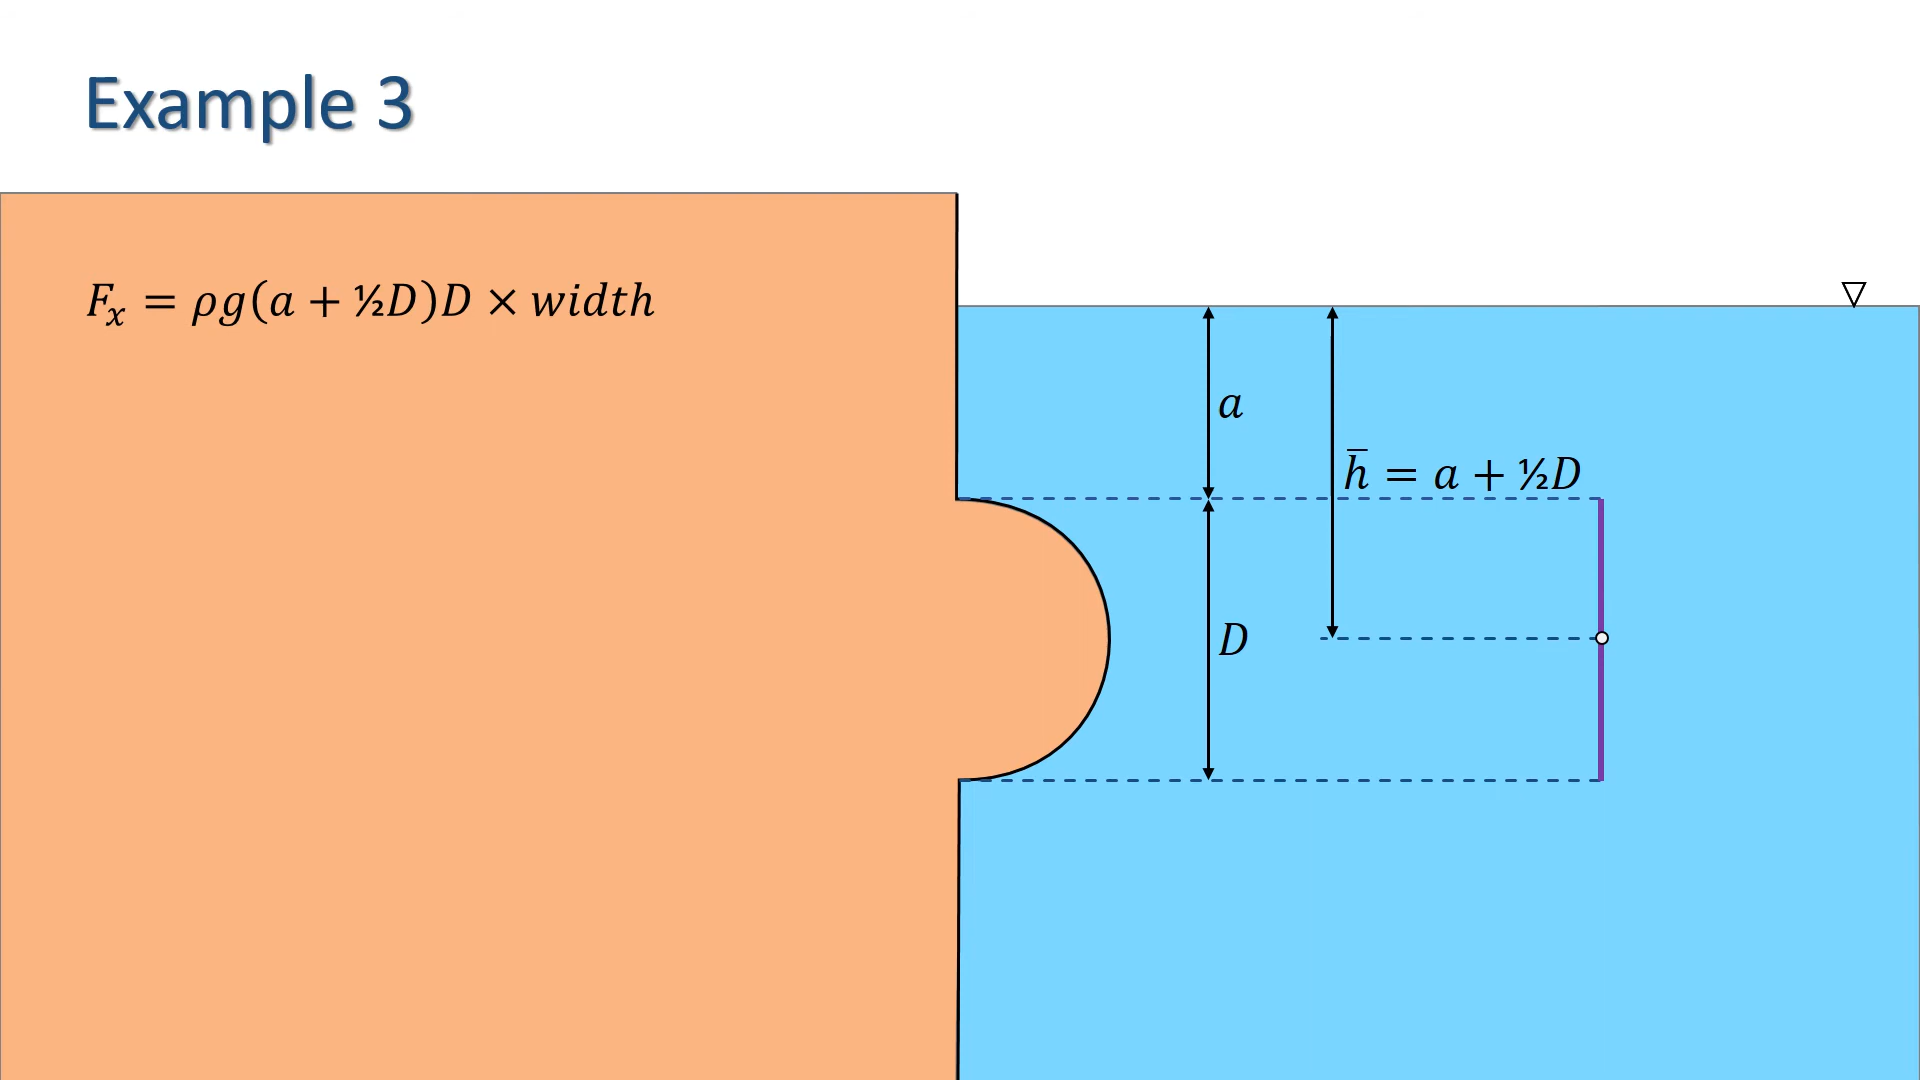 Example 3
Fₓ = ρg(a + ½D)D × width
a
h̅ = a + ½D
D